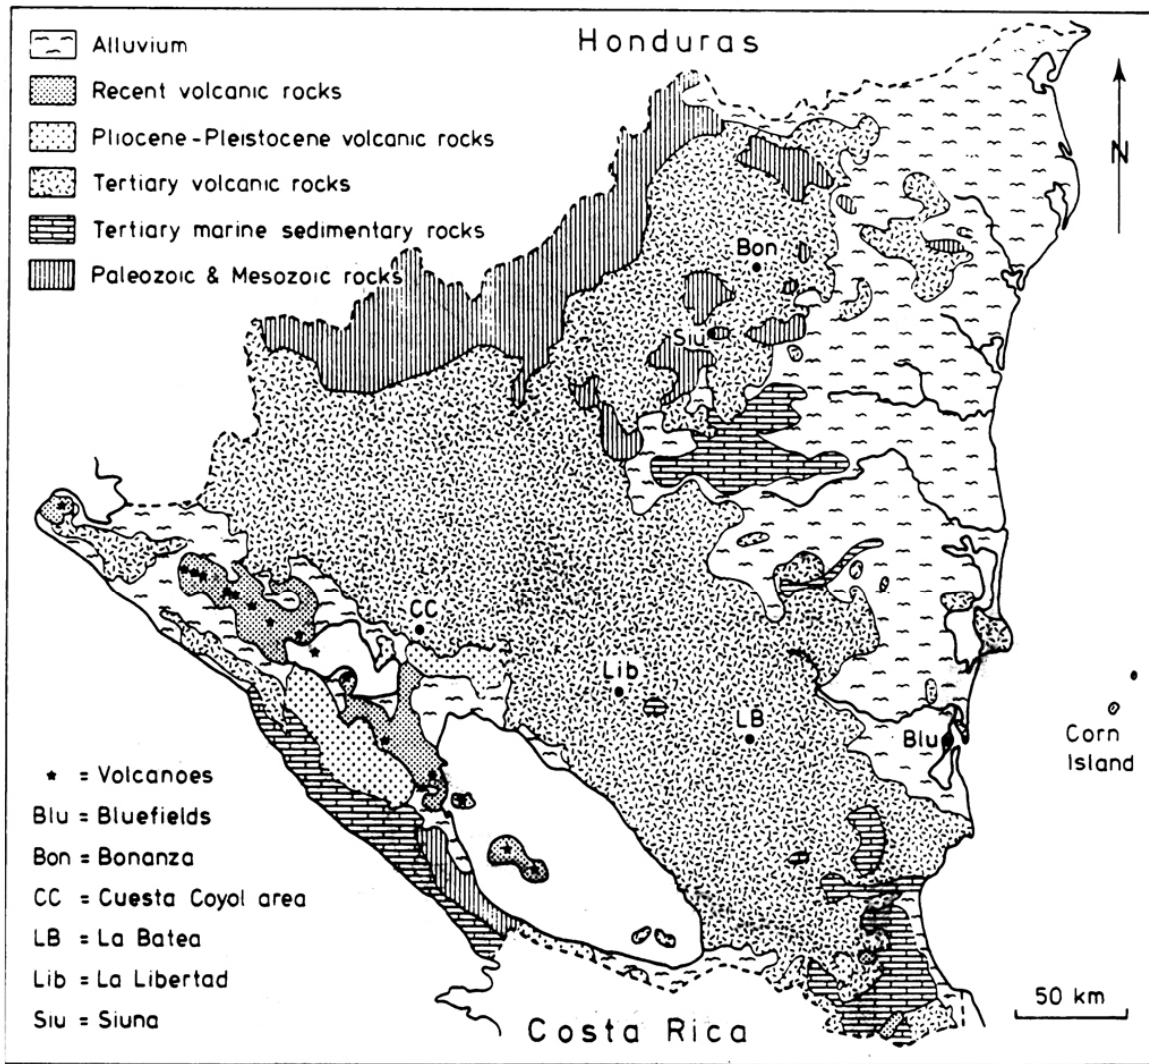 Honduras
Alluvium
Recent volcanic rocks
Pliocene-Pleistocene volcanic rocks
Tertiary volcanic rocks
Tertiary marine sedimentary rocks
Paleozoic & Mesozoic rocks
N
Bon
Siu
CC
Lib
LB
Blu
Corn
Island
★ = Volcanoes
Blu = Bluefields
Bon = Bonanza
CC = Cuesta Coyol area
LB = La Batea
Lib = La Libertad
Siu = Siuna
50 km
Costa Rica